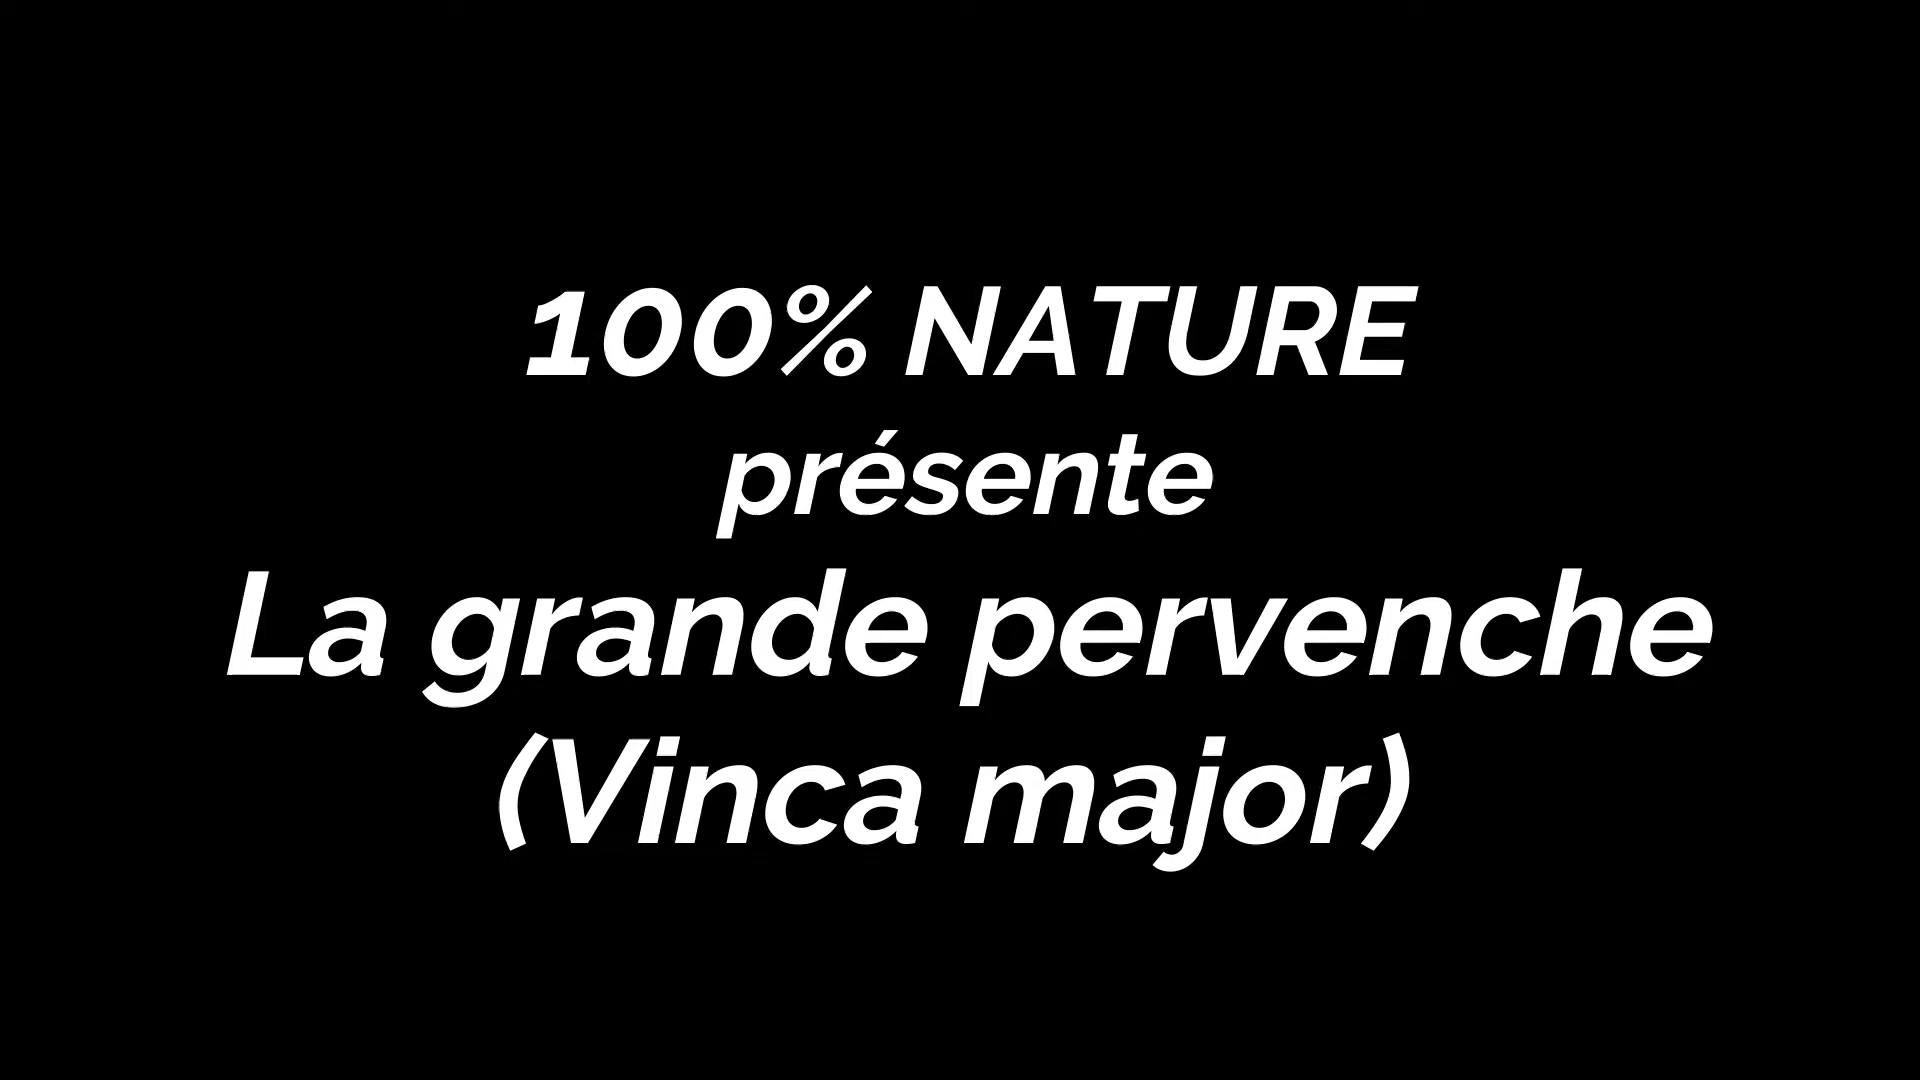 100% NATURE
présente
La grande pervenche
(Vinca major)